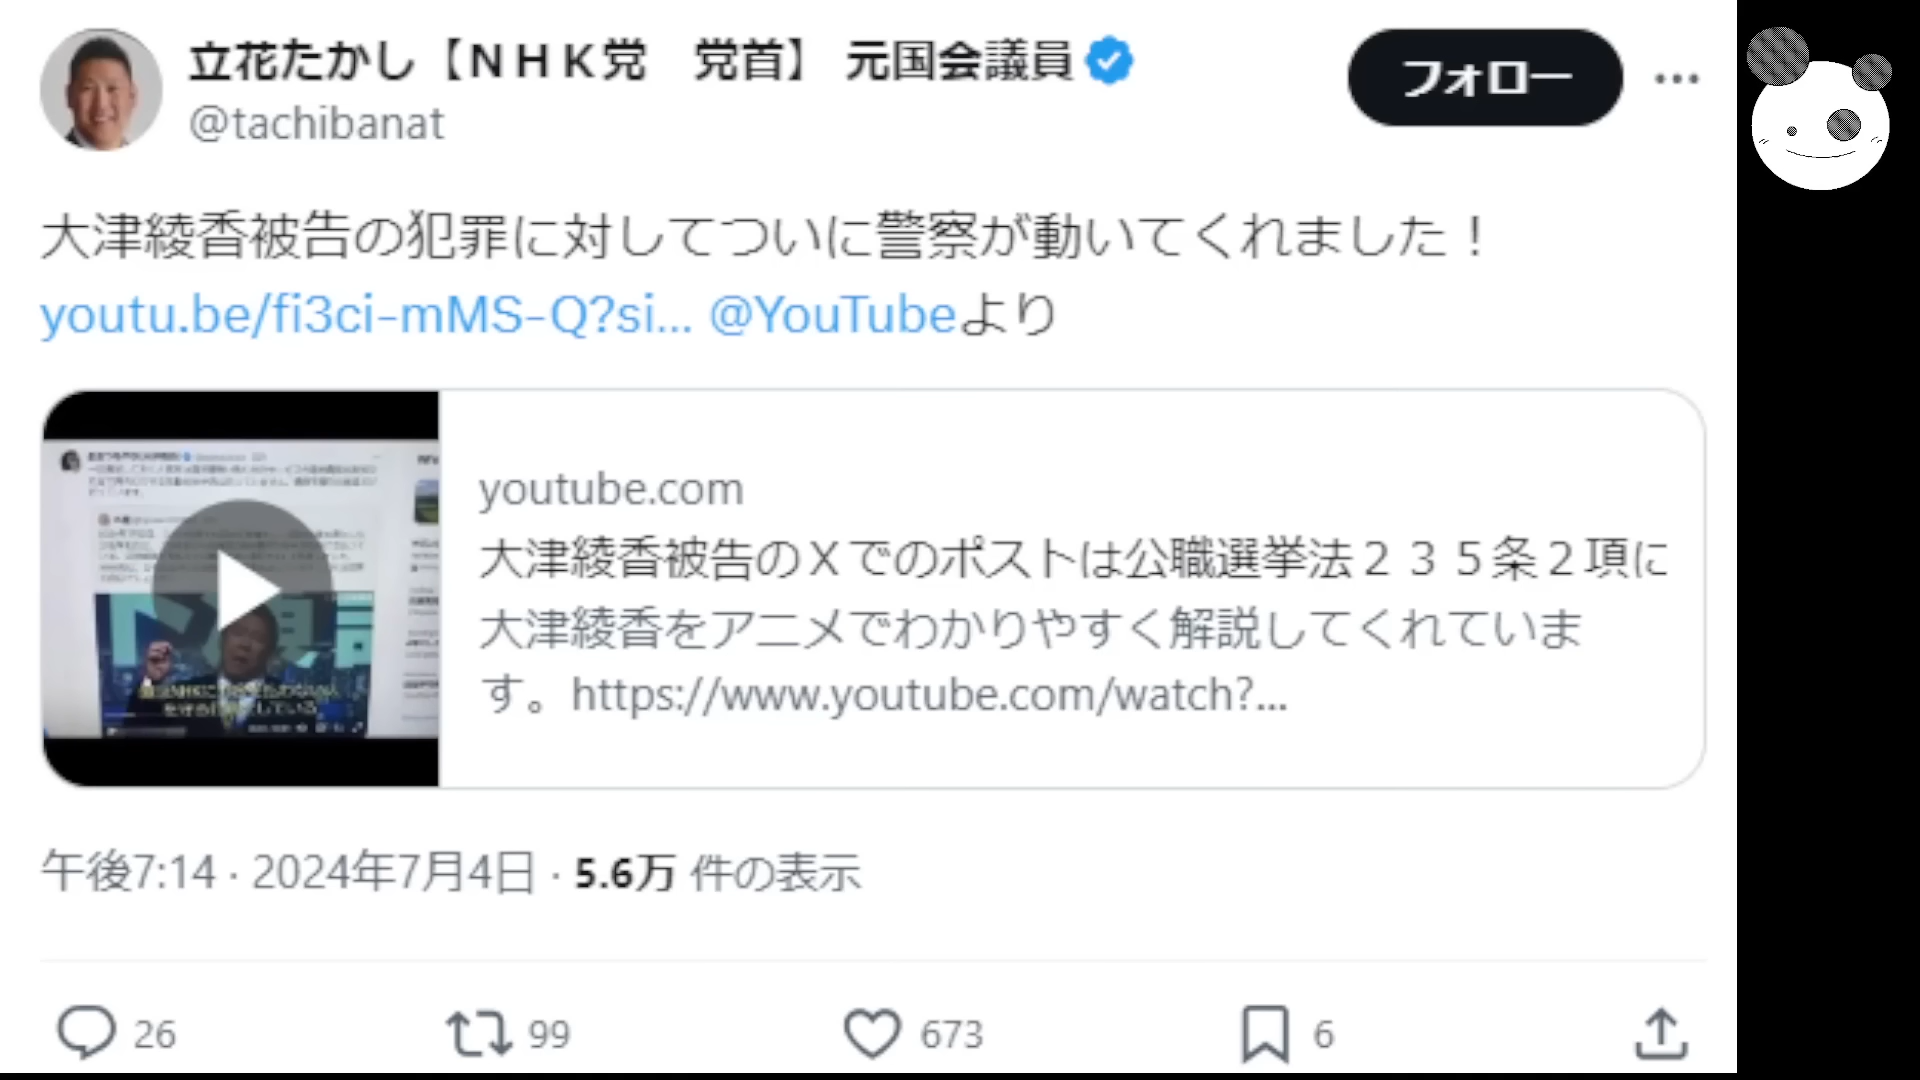 立花たかし【ＮＨＫ党　党首】 元国会議員
@tachibanat
フォロー
大津綾香被告の犯罪に対してついに警察が動いてくれました！
youtu.be/fi3ci-mMS-Q?si... @YouTubeより
youtube.com
大津綾香被告のＸでのポストは公職選挙法２３５条２項に
大津綾香をアニメでわかりやすく解説してくれていま
す。https://www.youtube.com/watch?...
午後7:14 · 2024年7月4日 · 5.6万 件の表示
26
99
673
6